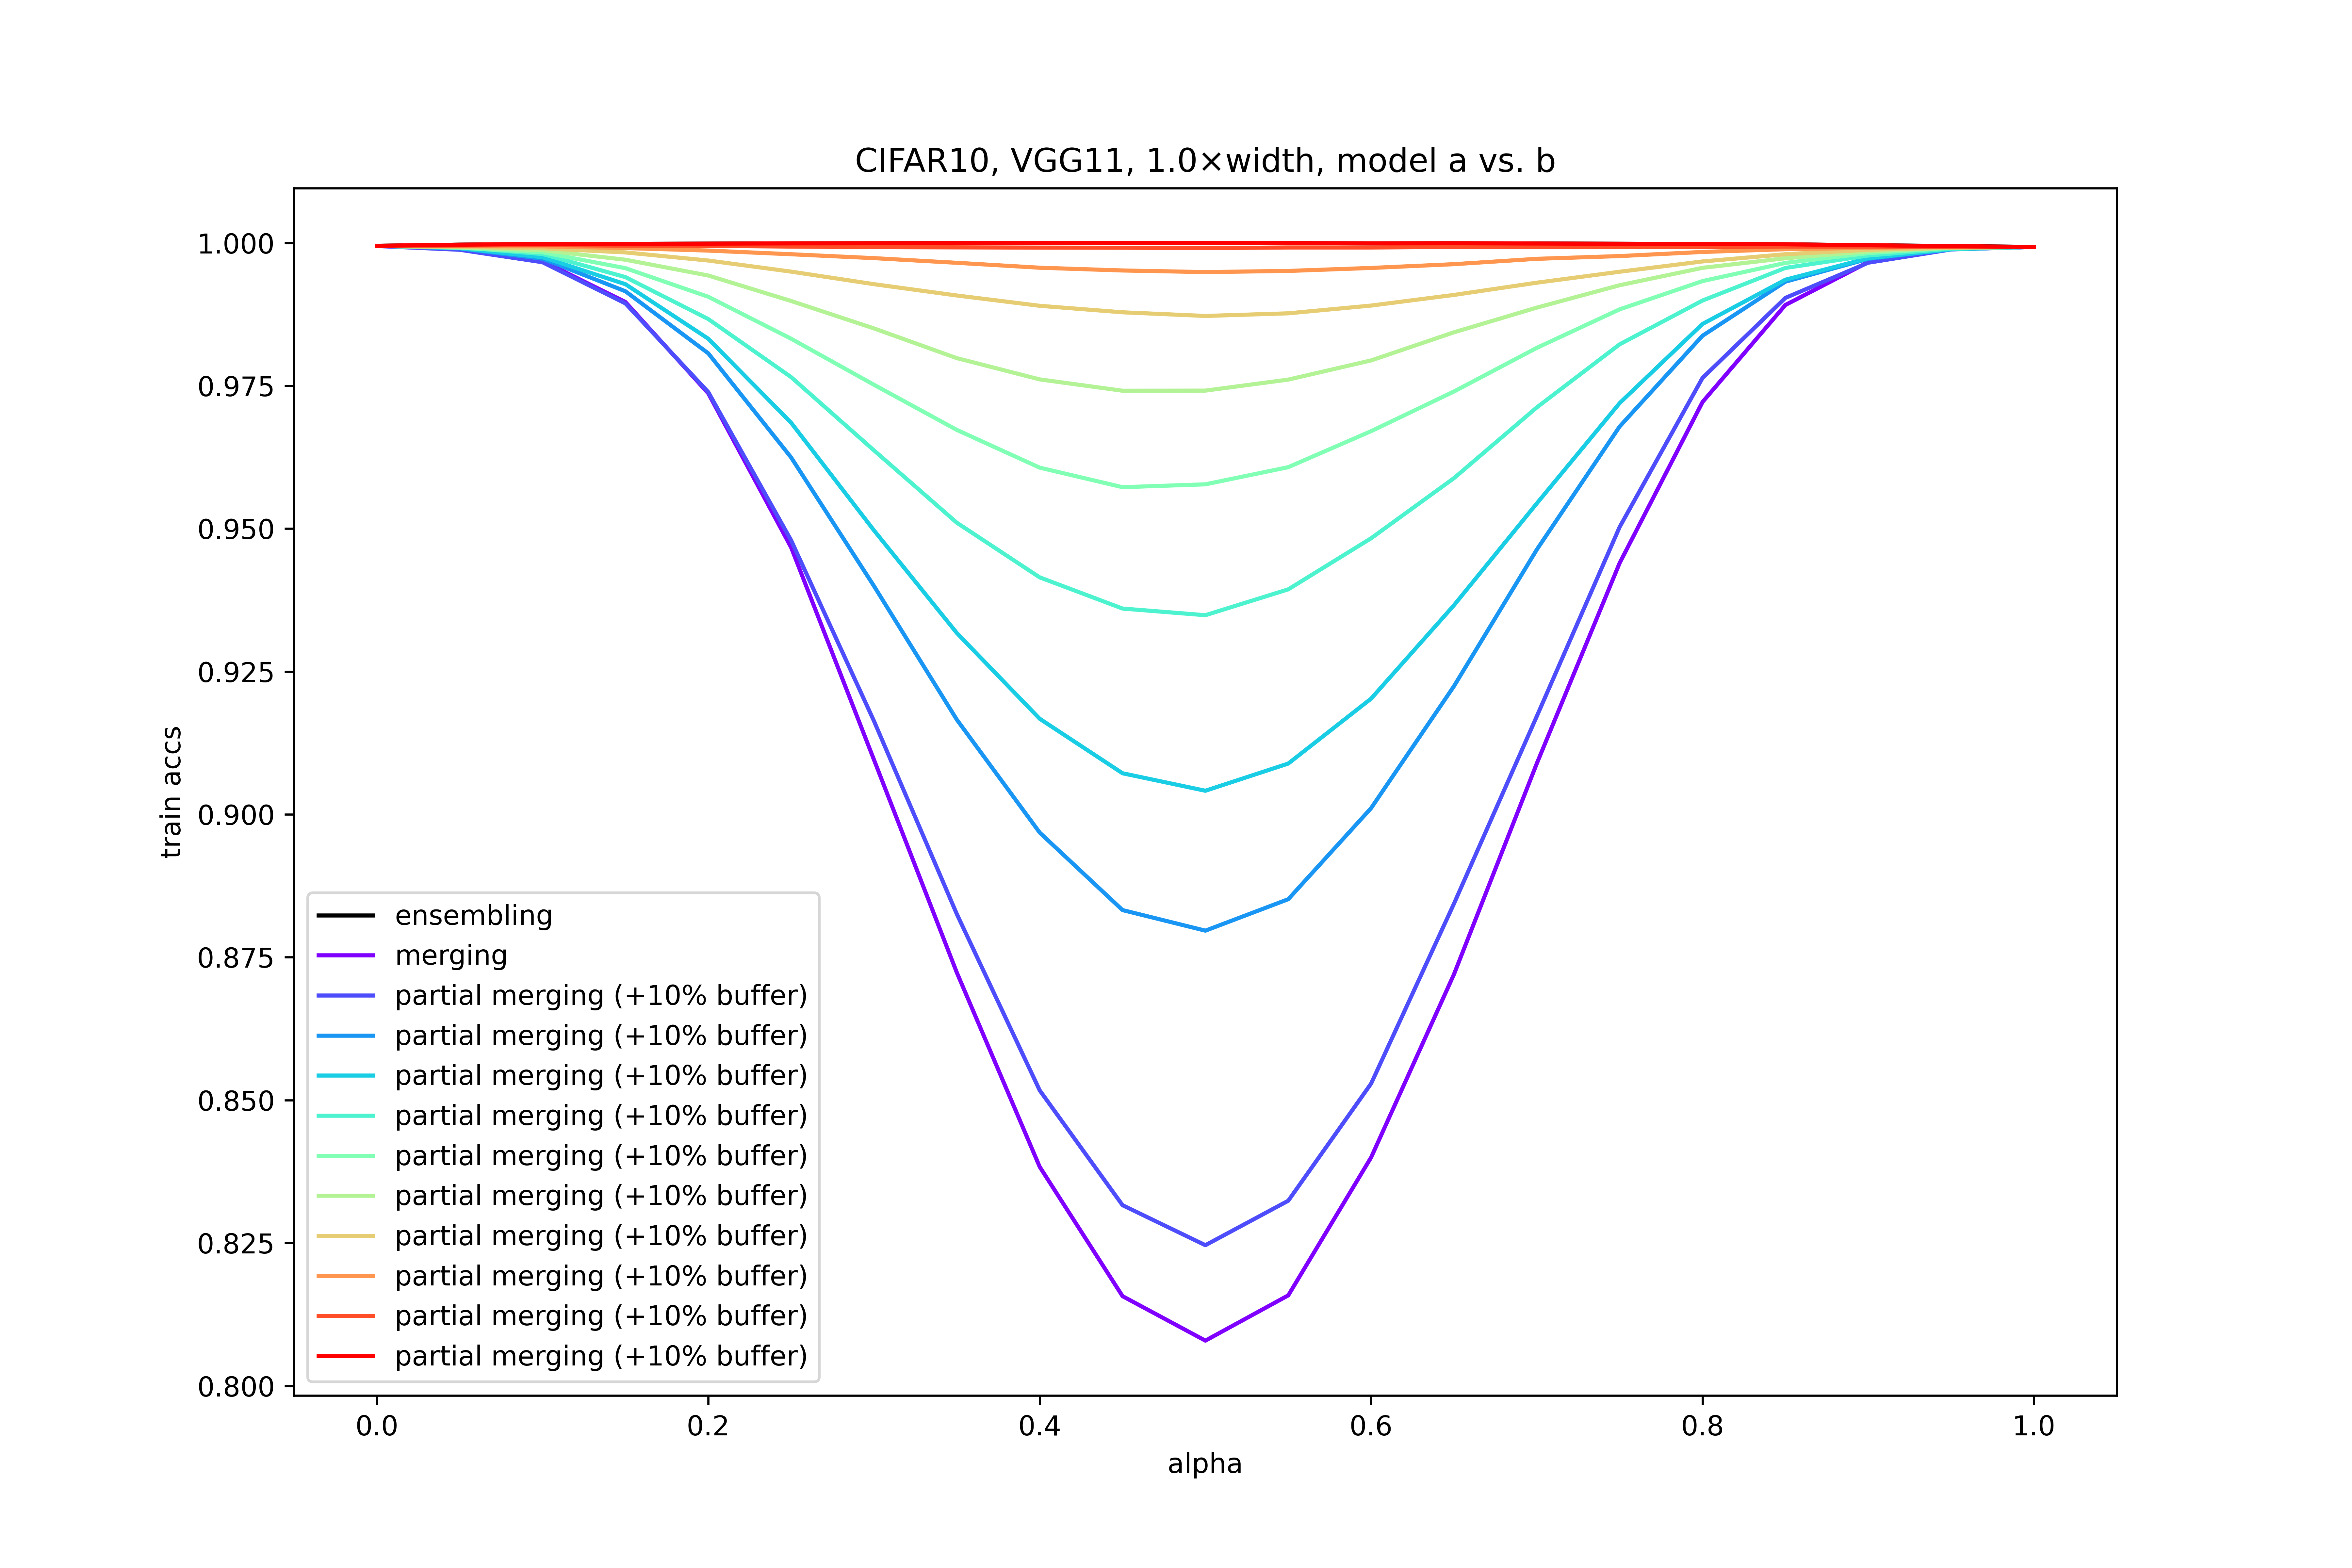 CIFAR10, VGG11, 1.0×width, model a vs. b
1.000
0.975
0.950
0.925
0.900
0.875
0.850
0.825
0.800
train accs
ensembling
merging
partial merging (+10% buffer)
partial merging (+10% buffer)
partial merging (+10% buffer)
partial merging (+10% buffer)
partial merging (+10% buffer)
partial merging (+10% buffer)
partial merging (+10% buffer)
partial merging (+10% buffer)
partial merging (+10% buffer)
partial merging (+10% buffer)
0.0 0.2 0.4 0.6 0.8 1.0
alpha